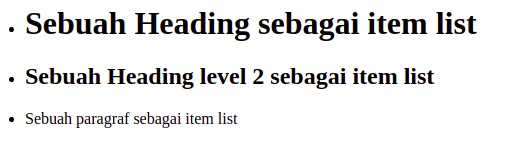 Sebuah Heading sebagai item list
Sebuah Heading level 2 sebagai item list
Sebuah paragraf sebagai item list